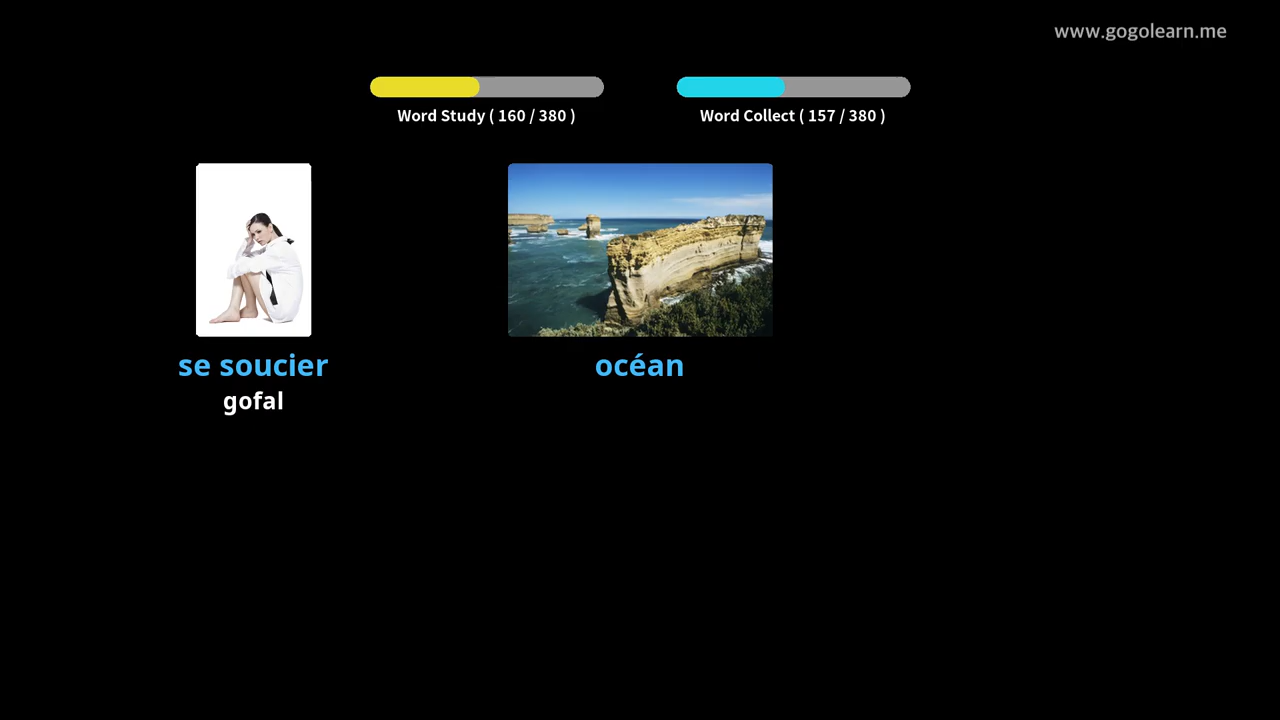 www.gogolearn.me
Word Study ( 160 / 380 )
Word Collect ( 157 / 380 )
se soucier
gofal
océan